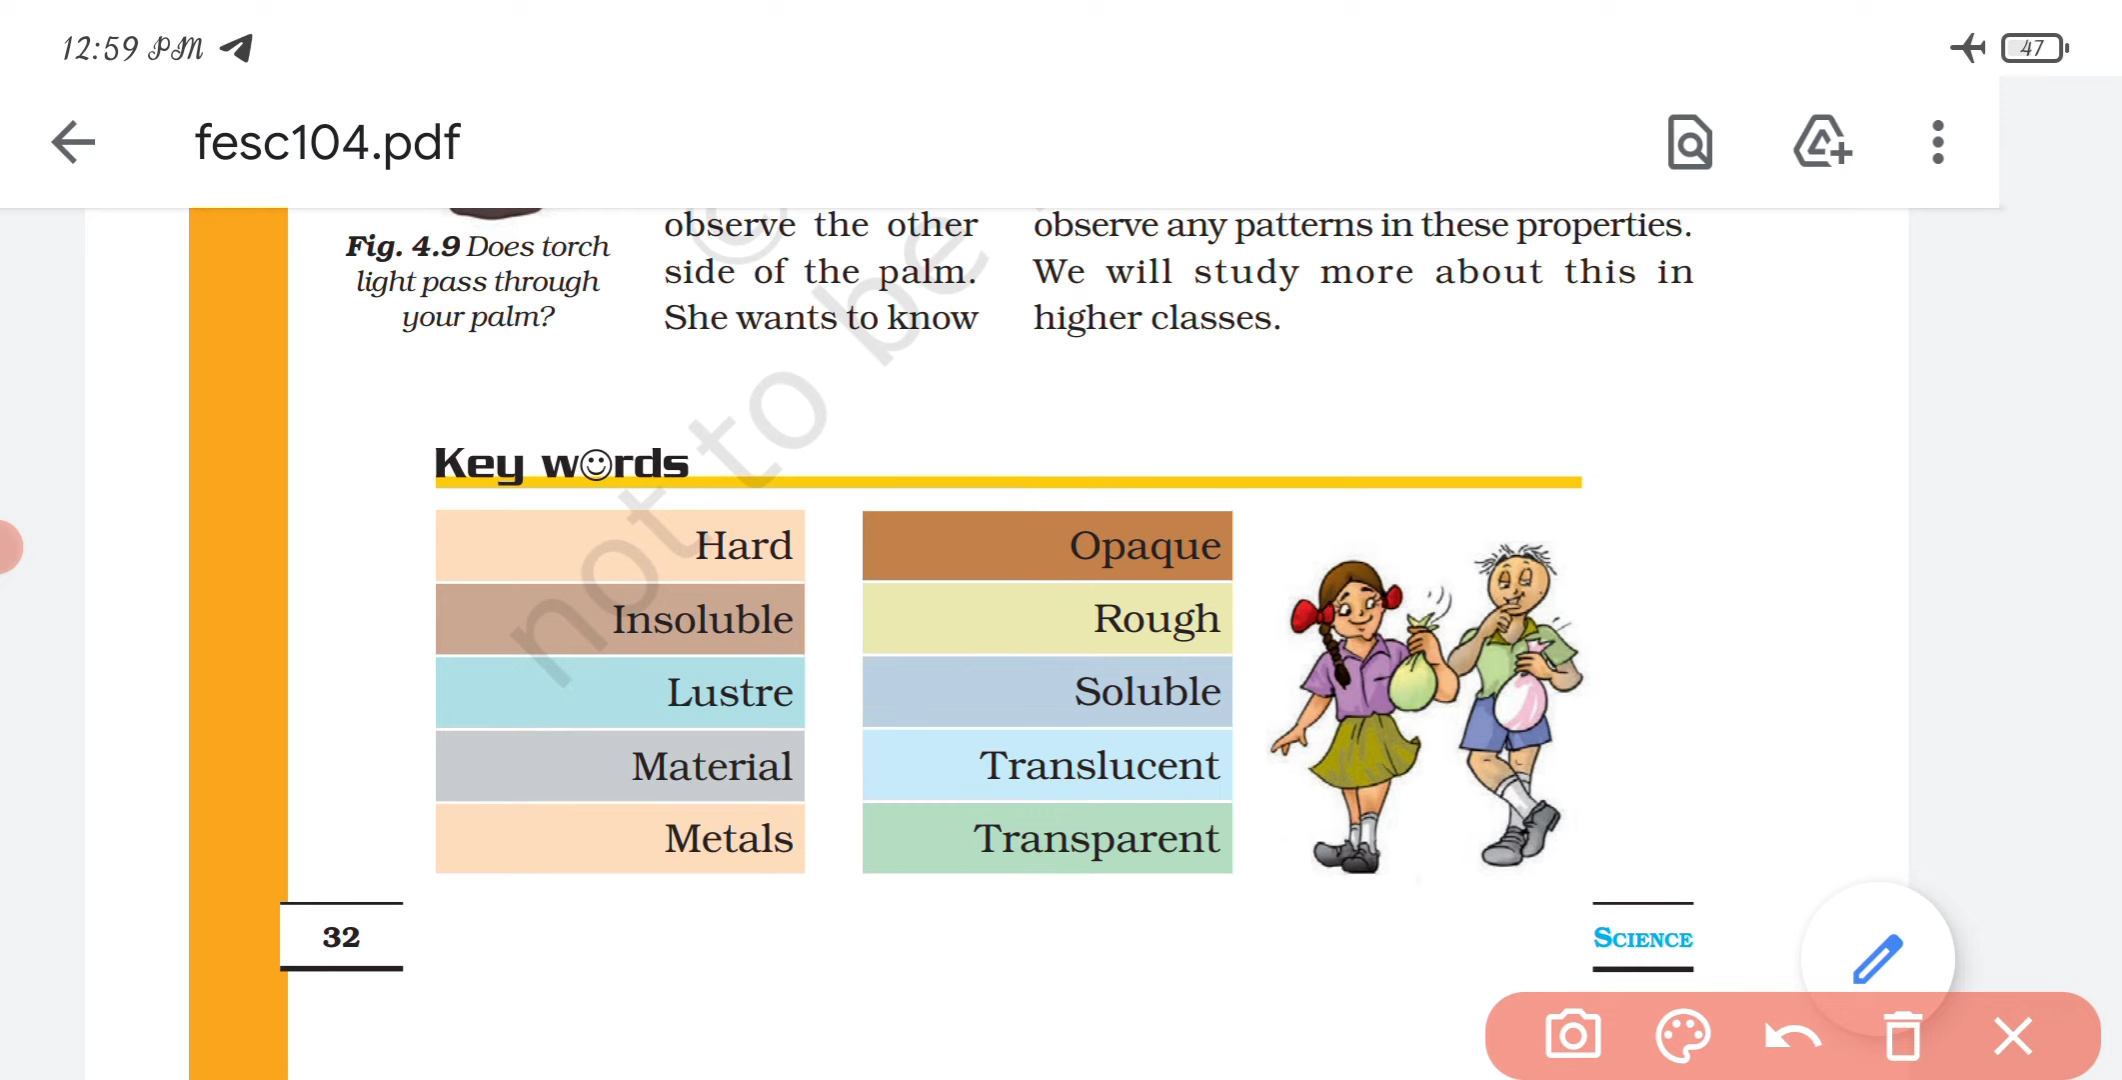 12:59 PM
47
fesc104.pdf
Fig. 4.9 Does torch
light pass through
your palm?
observe the other
side of the palm.
She wants to know
observe any patterns in these properties.
We will study more about this in
higher classes.
Key words
Hard
Insoluble
Lustre
Material
Metals
Opaque
Rough
Soluble
Translucent
Transparent
© not to be
32
SCIENCE